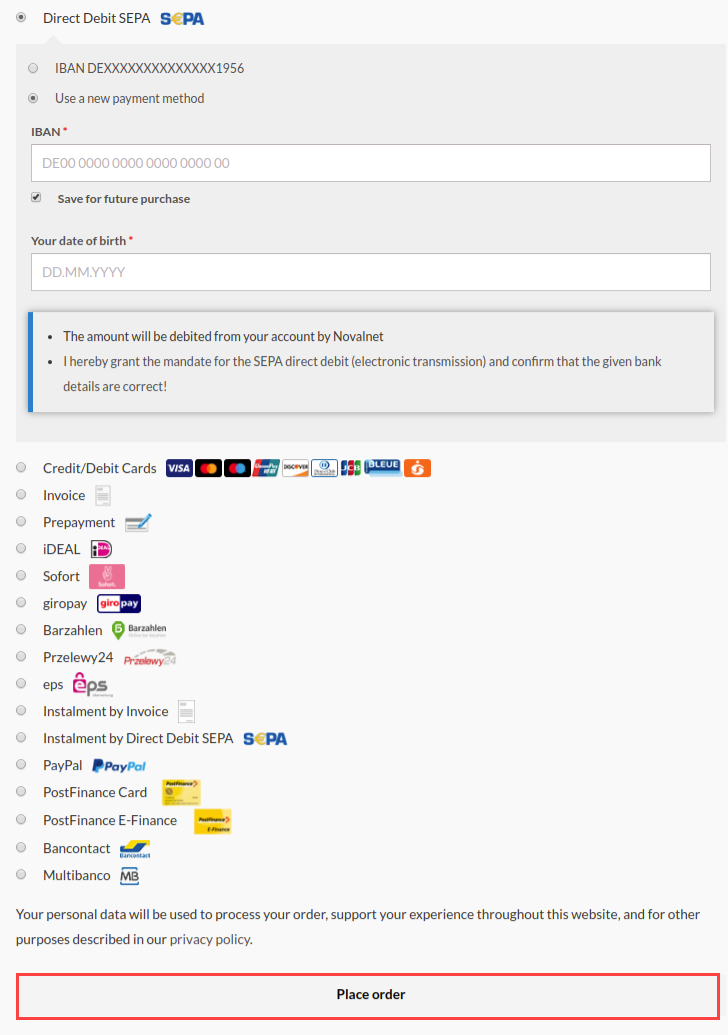 Direct Debit SEPA S€PA
IBAN DEXXXXXXXXXXXXXX1956
Use a new payment method
IBAN *
DE00 0000 0000 0000 0000 00
Save for future purchase
Your date of birth *
DD.MM.YYYY
The amount will be debited from your account by Novalnet
I hereby grant the mandate for the SEPA direct debit (electronic transmission) and confirm that the given bank
details are correct!
Credit/Debit Cards VISA UnionPay DISCOVER JCB BLEUE
Invoice
Prepayment
iDEAL iDEAL
Sofort Sofort.
giropay giropay
Barzahlen Barzahlen
Przelewy24 Przelewy24
eps eps
Instalment by Invoice
Instalment by Direct Debit SEPA S€PA
PayPal PayPal
PostFinance Card PostFinance
PostFinance E-Finance PostFinance
E-Finance
Bancontact Bancontact
Multibanco MB
Your personal data will be used to process your order, support your experience throughout this website, and for other
purposes described in our privacy policy.
Place order